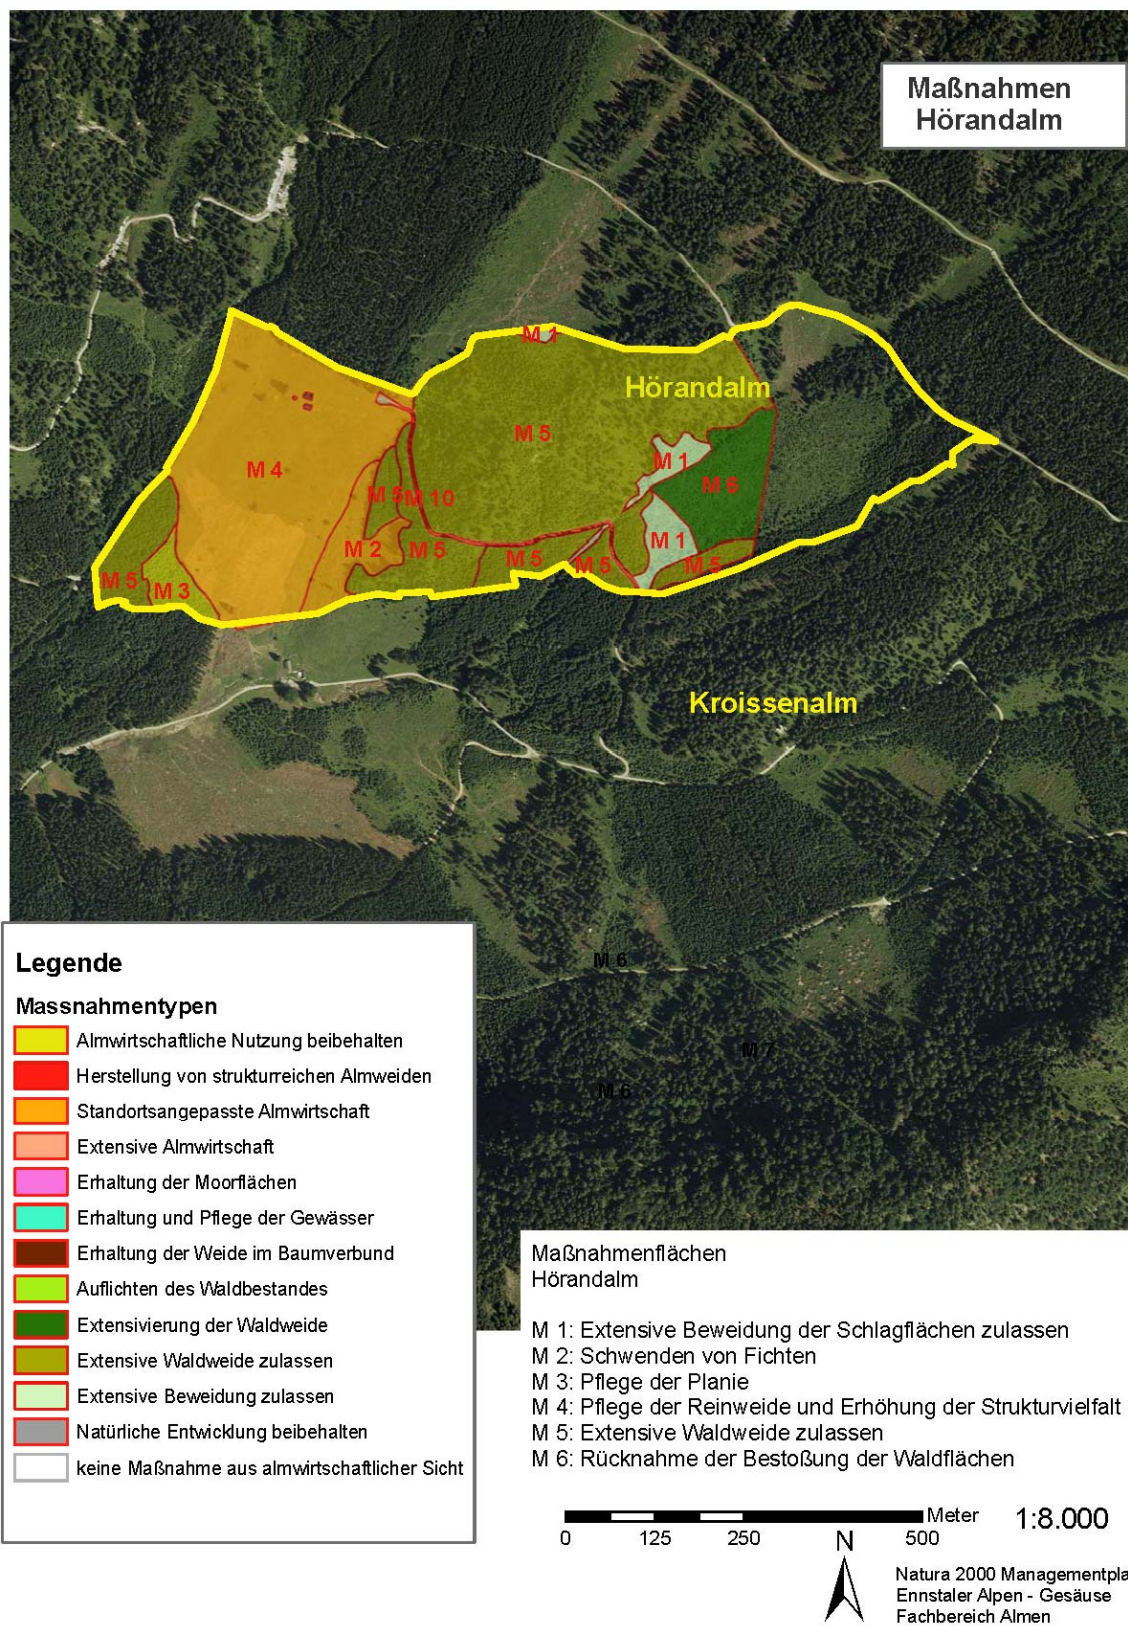 Maßnahmen
Hörandalm
M 1
Hörandalm
M 5
M 4
M 1
M 6
M 5
M 10
M 1
M 2
M 5
M 5
M 5
M 5
M 5
M 3
Kroissenalm
M 6
M 7
M 6
Legende
Massnahmentypen
Almwirtschaftliche Nutzung beibehalten
Herstellung von strukturreichen Almweiden
Standortsangepasste Almwirtschaft
Extensive Almwirtschaft
Erhaltung der Moorflächen
Erhaltung und Pflege der Gewässer
Erhaltung der Weide im Baumverbund
Auflichten des Waldbestandes
Extensivierung der Waldweide
Extensive Waldweide zulassen
Extensive Beweidung zulassen
Natürliche Entwicklung beibehalten
keine Maßnahme aus almwirtschaftlicher Sicht
Maßnahmenflächen
Hörandalm
M 1: Extensive Beweidung der Schlagflächen zulassen
M 2: Schwenden von Fichten
M 3: Pflege der Planie
M 4: Pflege der Reinweide und Erhöhung der Strukturvielfalt
M 5: Extensive Waldweide zulassen
M 6: Rücknahme der Bestoßung der Waldflächen
Meter
1:8.000
0 125 250 500
N
Natura 2000 Managementpla
Ennstaler Alpen - Gesäuse
Fachbereich Almen